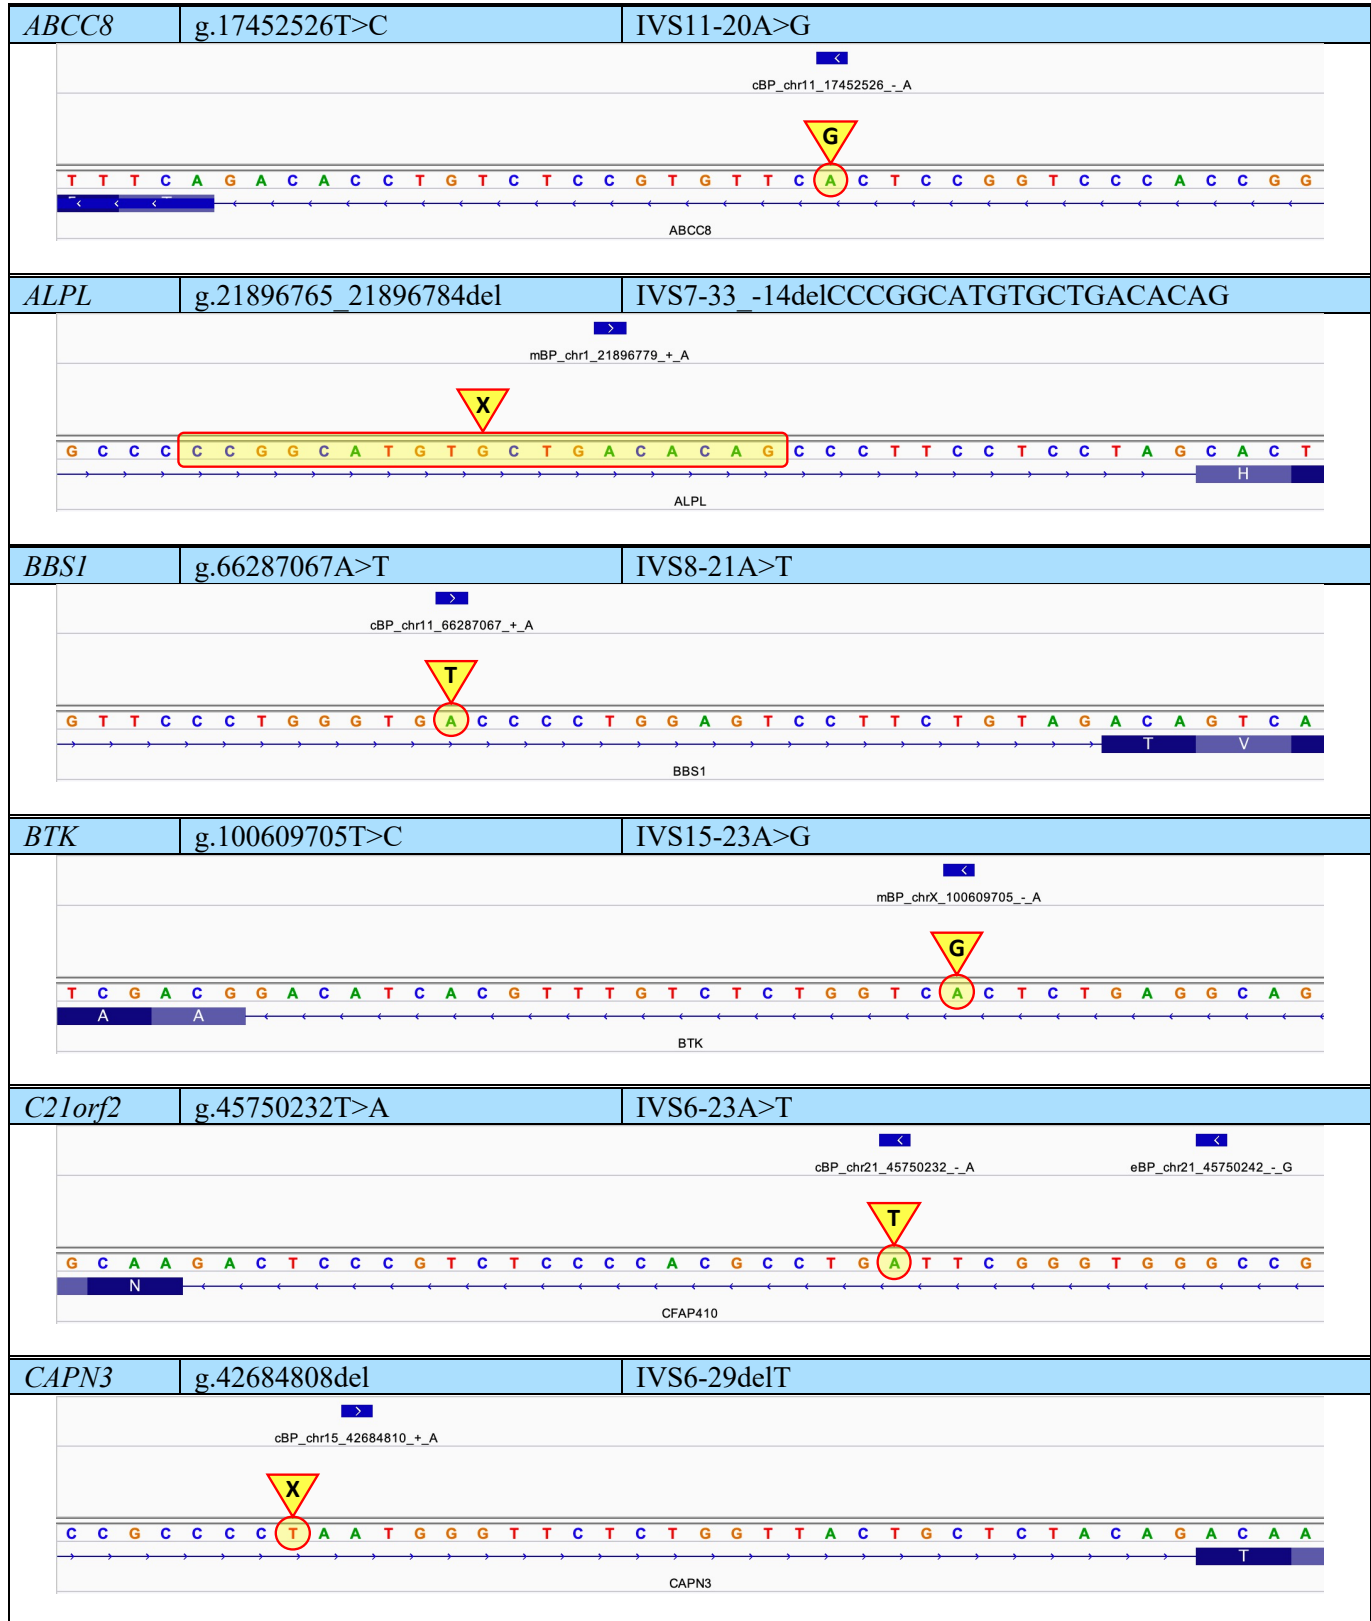 ABCC8 g.17452526T>C IVS11-20A>G
cBP_chr11_17452526_-_A
G
T T T C A G A C A C C T G T C T C C G T G T T C A C T C C G G T C C C A C C G G
ABCC8
ALPL g.21896765_21896784del IVS7-33_-14delCCCGGCATGTGCTGACACAG
mBP_chr1_21896779_+_A
X
G C C C C C G G C A T G T G C T G A C A C A G C C C T T C C T C C T A G C A C T
H
ALPL
BBS1 g.66287067A>T IVS8-21A>T
cBP_chr11_66287067_+_A
T
G T T C C C T G G G T G A C C C C T G G A G T C C T T C T G T A G A C A G T C A
T V
BBS1
BTK g.100609705T>C IVS15-23A>G
mBP_chrX_100609705_-_A
G
T C G A C G G A C A T C A C G T T T G T C T C T G G T C A C T C T G A G G C A G
A A
BTK
C21orf2 g.45750232T>A IVS6-23A>T
cBP_chr21_45750232_-_A eBP_chr21_45750242_-_G
T
G C A A G A C T C C C G T C T C C C C A C G C C T G A T T C G G G T G G G C C G
N
CFAP410
CAPN3 g.42684808del IVS6-29delT
cBP_chr15_42684810_+_A
X
C C G C C C C T A A T G G G T T C T C T G G T T A C T G C T C T A C A G A C A A
T
CAPN3